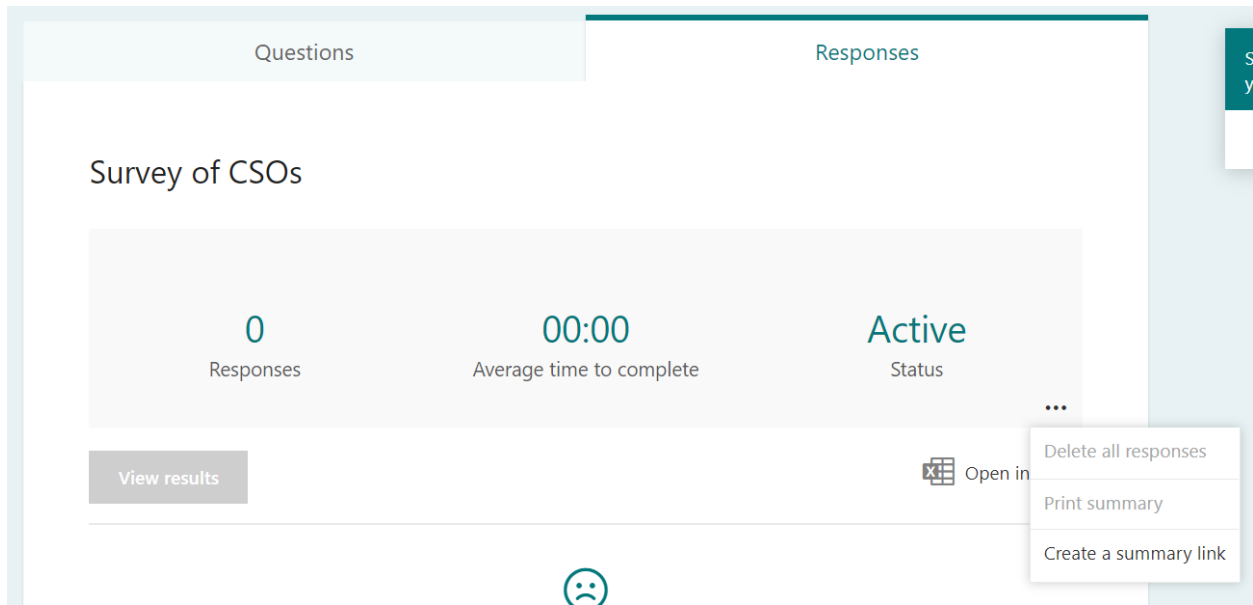 Questions
Responses
Survey of CSOs
0
Responses
00:00
Average time to complete
Active
Status
View results
Open in
Delete all responses
Print summary
Create a summary link